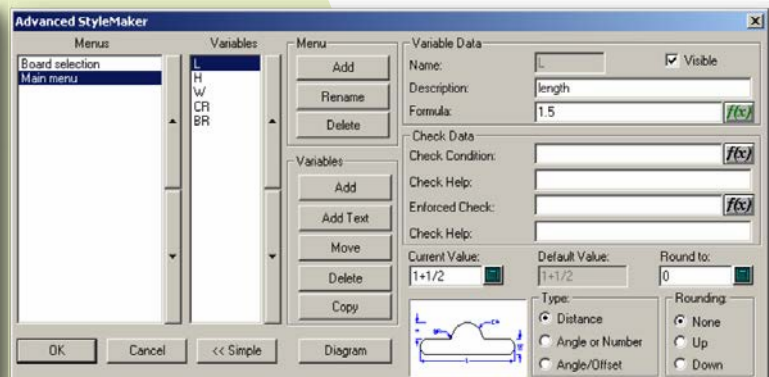 Advanced StyleMaker
Menus
Board selection
Main menu
Variables
L
H
W
CR
BR
Menu
Add
Rename
Delete
Variables
Add
Add Text
Move
Delete
Copy
Variable Data
Name: L
Visible
Description: length
Formula: 1.5 f(x)
Check Data
Check Condition: f(x)
Check Help:
Enforced Check: f(x)
Check Help:
Current Value: Default Value: Round to:
1+1/2 1+1/2 0
Type:
Distance
Angle or Number
Angle/Offset
Rounding:
None
Up
Down
OK Cancel << Simple Diagram